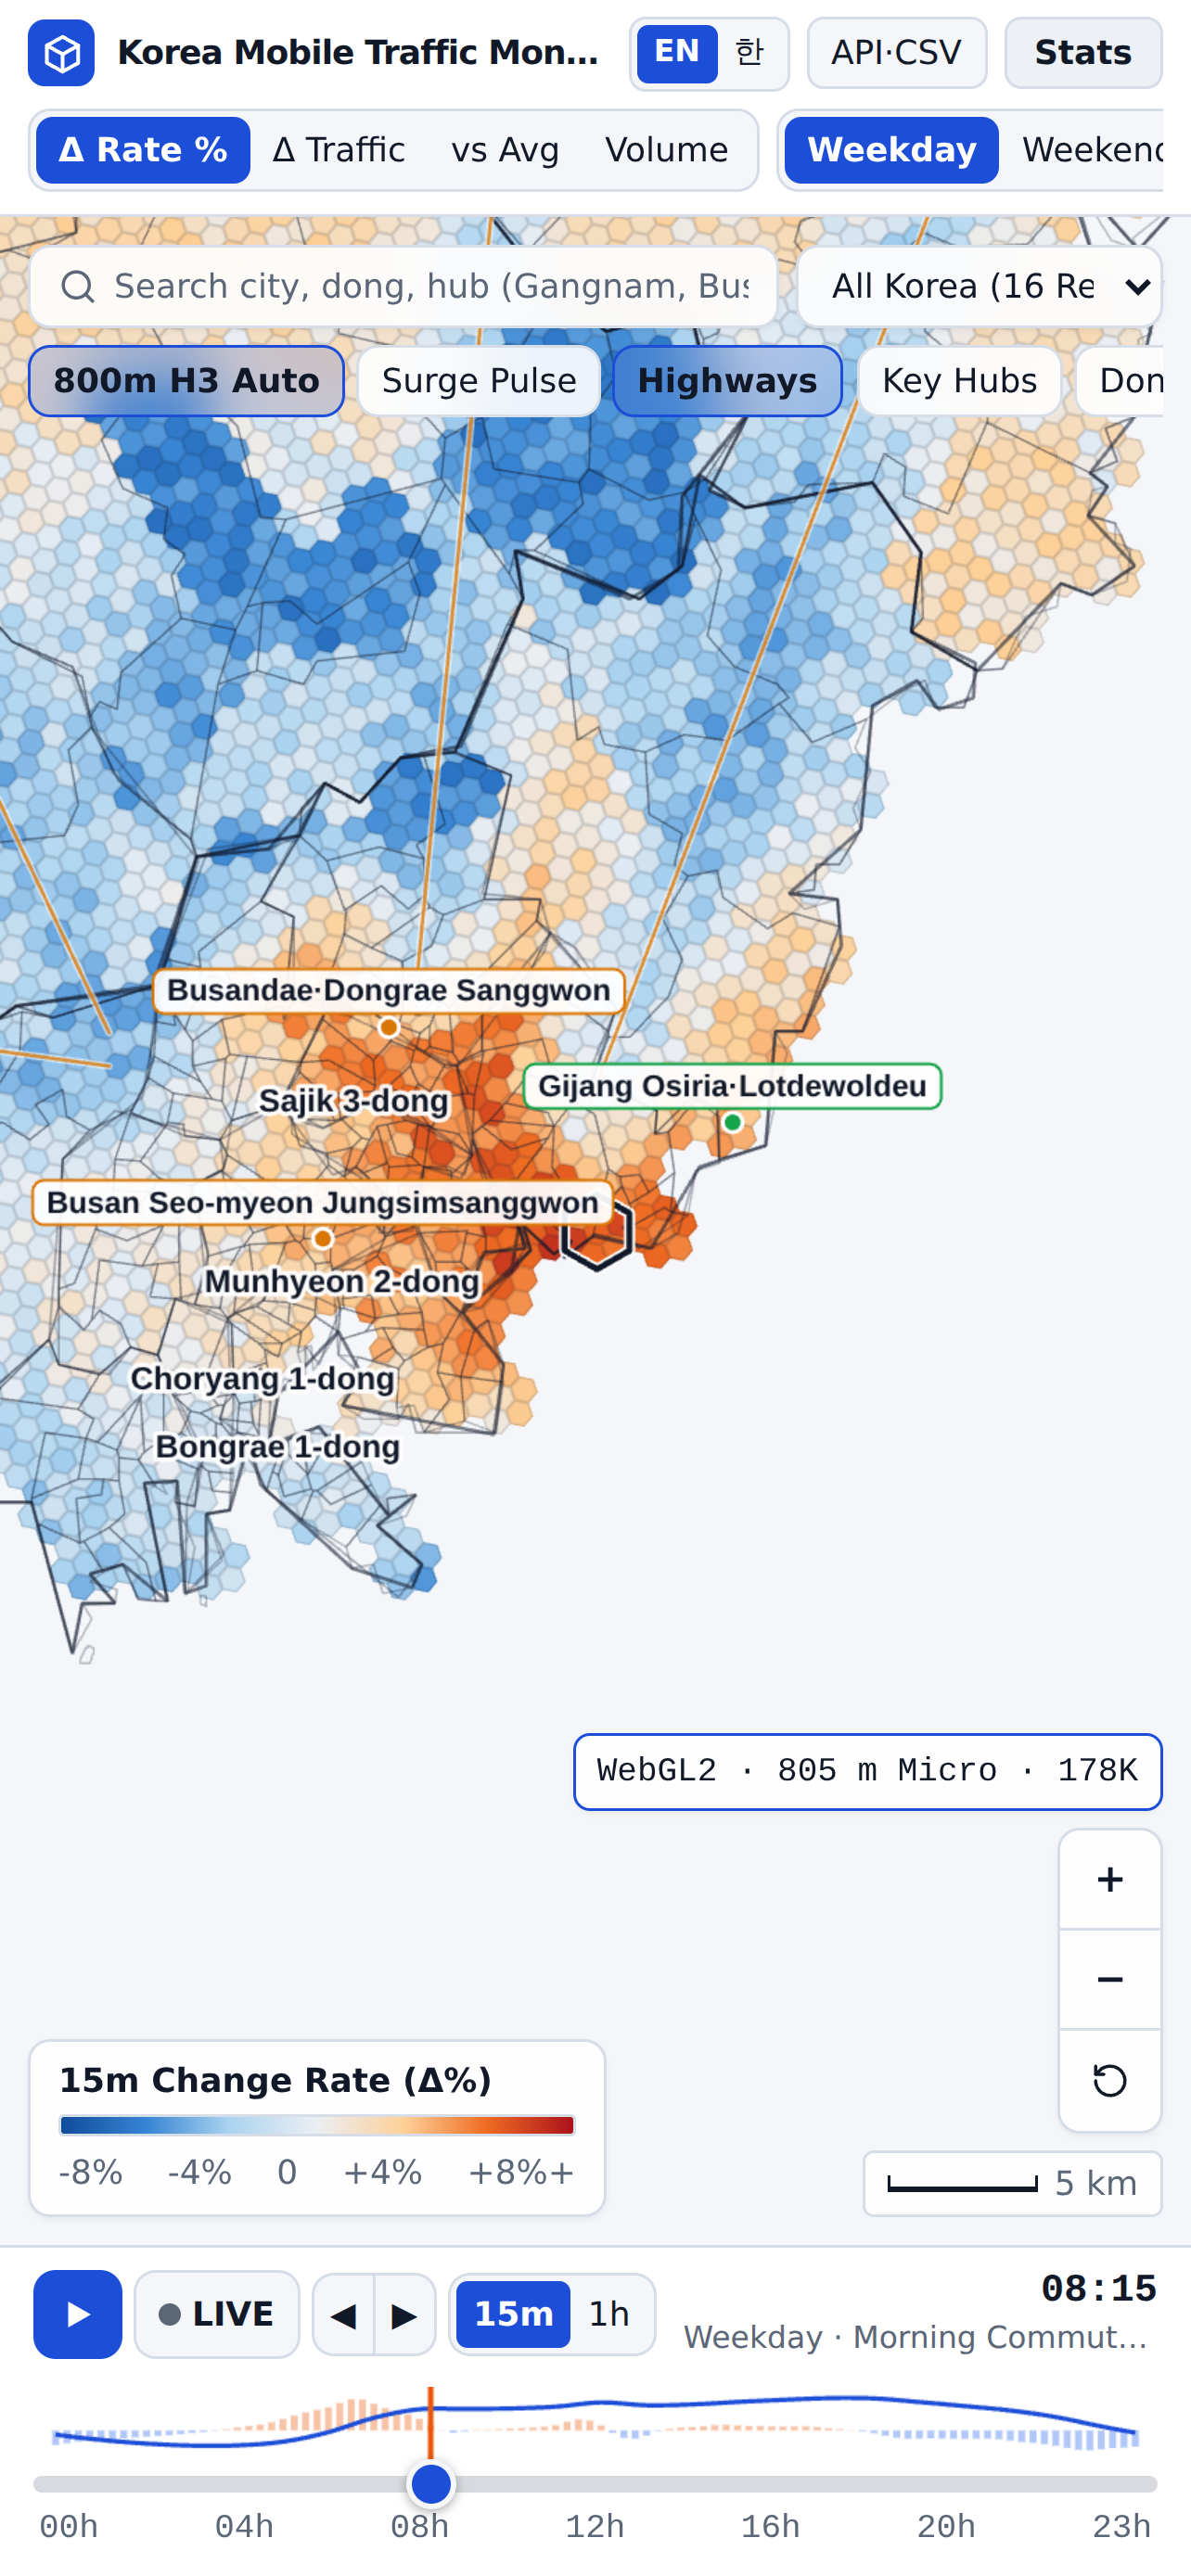 Korea Mobile Traffic Mon...
EN 한 API·CSV Stats
Δ Rate % Δ Traffic vs Avg Volume Weekday Weekend
Search city, dong, hub (Gangnam, Bus
All Korea (16 Re
800m H3 Auto Surge Pulse Highways Key Hubs Don
Busandae·Dongrae Sanggwon
Gijang Osiria·Lotdewoldeu
Sajik 3-dong
Busan Seo-myeon Jungsimsanggwon
Munhyeon 2-dong
Choryang 1-dong
Bongrae 1-dong
WebGL2 · 805 m Micro · 178K
+
−
15m Change Rate (Δ%)
-8% -4% 0 +4% +8%+
5 km
LIVE ◀ ▶ 15m 1h
08:15
Weekday · Morning Commut...
00h 04h 08h 12h 16h 20h 23h